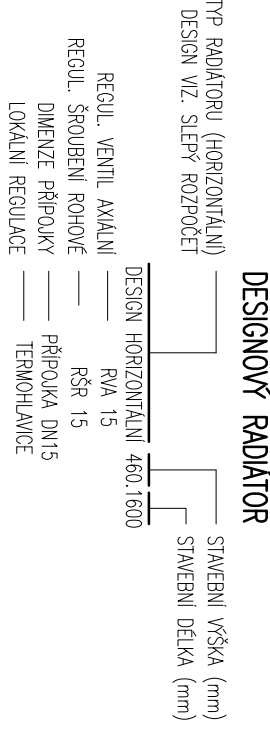 DESIGNOVÝ RADIÁTOR
TYP RADIÁTORU (HORIZONTÁLNÍ)
DESIGN VIZ. SLEPÝ ROZPOČET
STAVEBNÍ VÝŠKA (mm)
STAVEBNÍ DÉLKA (mm)
DESIGN HORIZONTÁLNÍ 460.1600
REGUL. VENTIL AXIÁLNÍ RVA 15
REGUL. ŠROUBENÍ ROHOVÉ RŠR 15
DIMENZE PŘÍPOJKY PŘÍPOJKA DN15
LOKÁLNÍ REGULACE TERMOHLAVICE